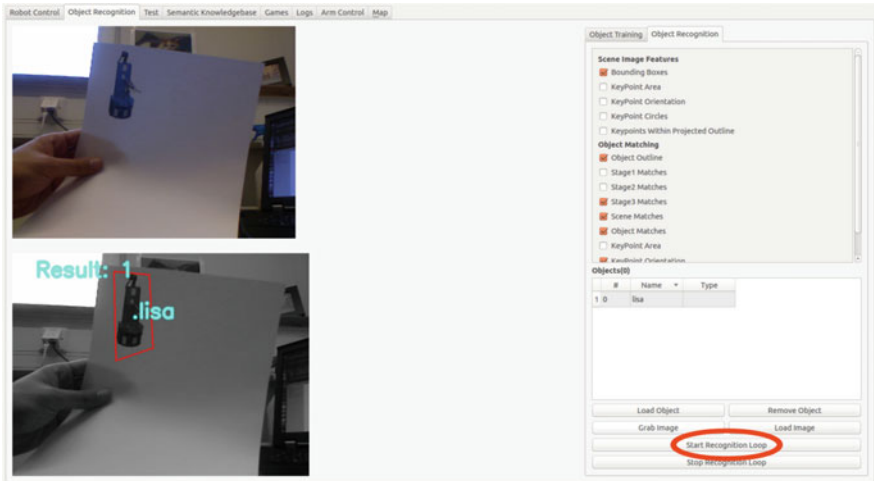 Robot Control Object Recognition Test Semantic Knowledgebase Games Logs Arm Control Map
Object Training Object Recognition
Scene Image Features
Bounding Boxes
KeyPoint Area
KeyPoint Orientation
KeyPoint Circles
Keypoints Within Projected Outline
Object Matching
Object Outline
Stage1 Matches
Stage2 Matches
Stage3 Matches
Scene Matches
Object Matches
KeyPoint Area
KeyPoint Orientation
Result: 1
.lisa
Objects(0)
# Name Type
1 0 lisa
Load Object Remove Object
Grab Image Load Image
Start Recognition Loop
Stop Recognition Loop